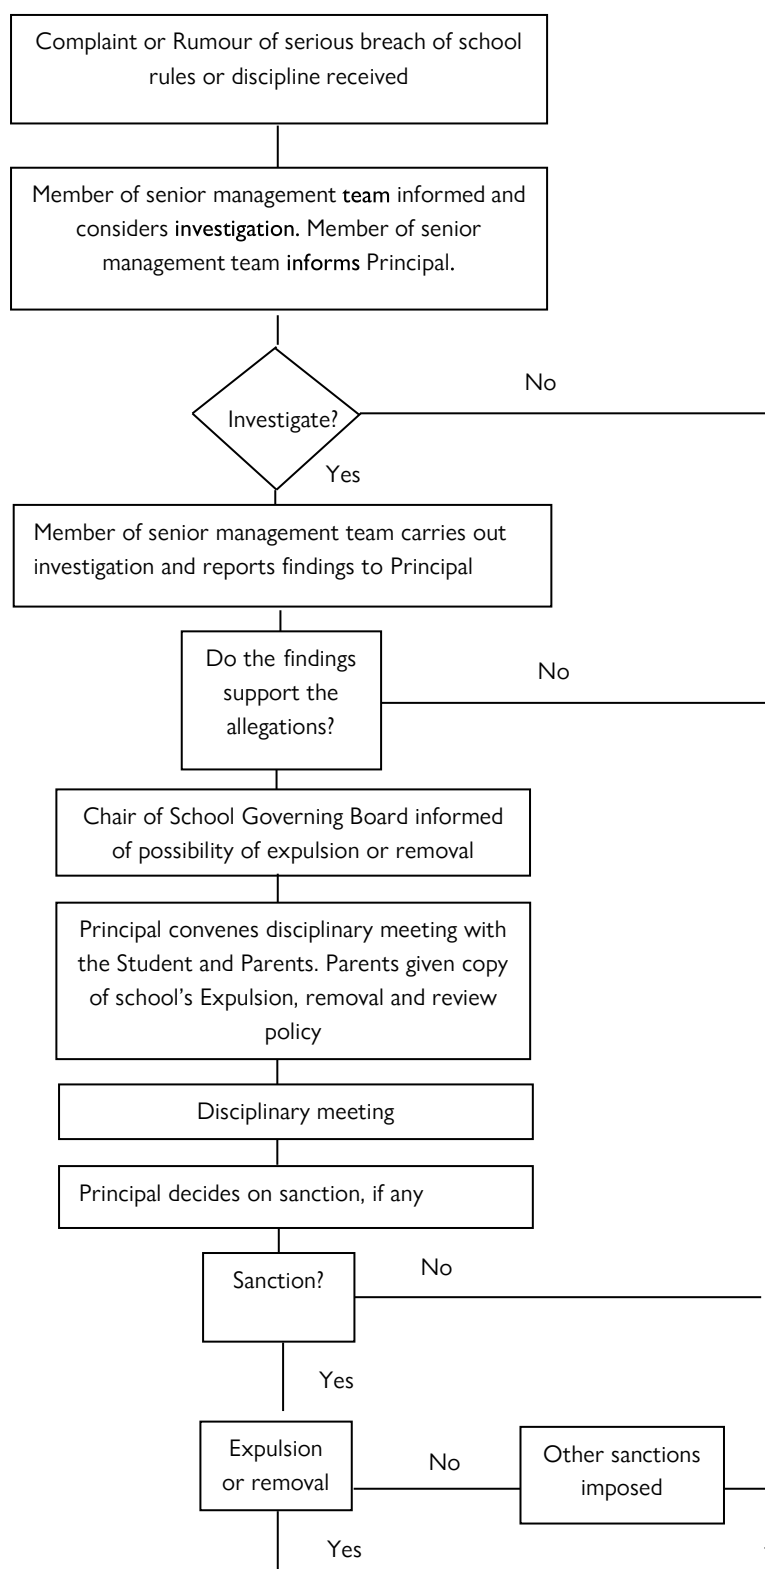 Complaint or Rumour of serious breach of school
rules or discipline received
Member of senior management team informed and
considers investigation. Member of senior
management team informs Principal.
No
Investigate?
Yes
Member of senior management team carries out
investigation and reports findings to Principal
Do the findings
support the
allegations?
No
Chair of School Governing Board informed
of possibility of expulsion or removal
Principal convenes disciplinary meeting with
the Student and Parents. Parents given copy
of school's Expulsion, removal and review
policy
Disciplinary meeting
Principal decides on sanction, if any
Sanction?
No
Yes
Expulsion
or removal
No
Other sanctions
imposed
Yes